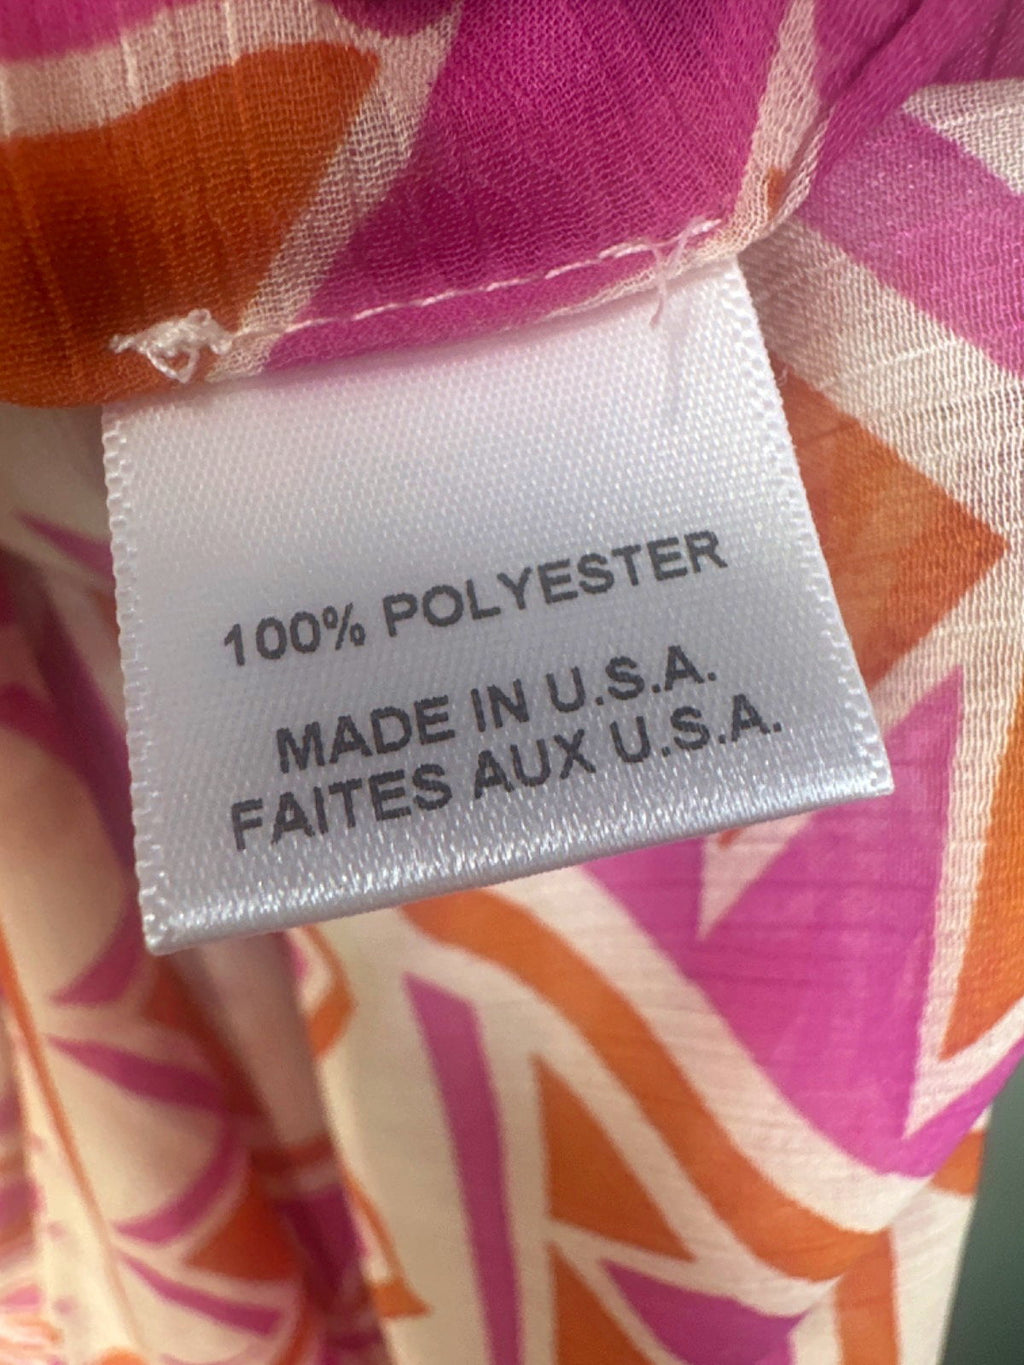 100% POLYESTER
MADE IN U.S.A.
FAITES AUX U.S.A.